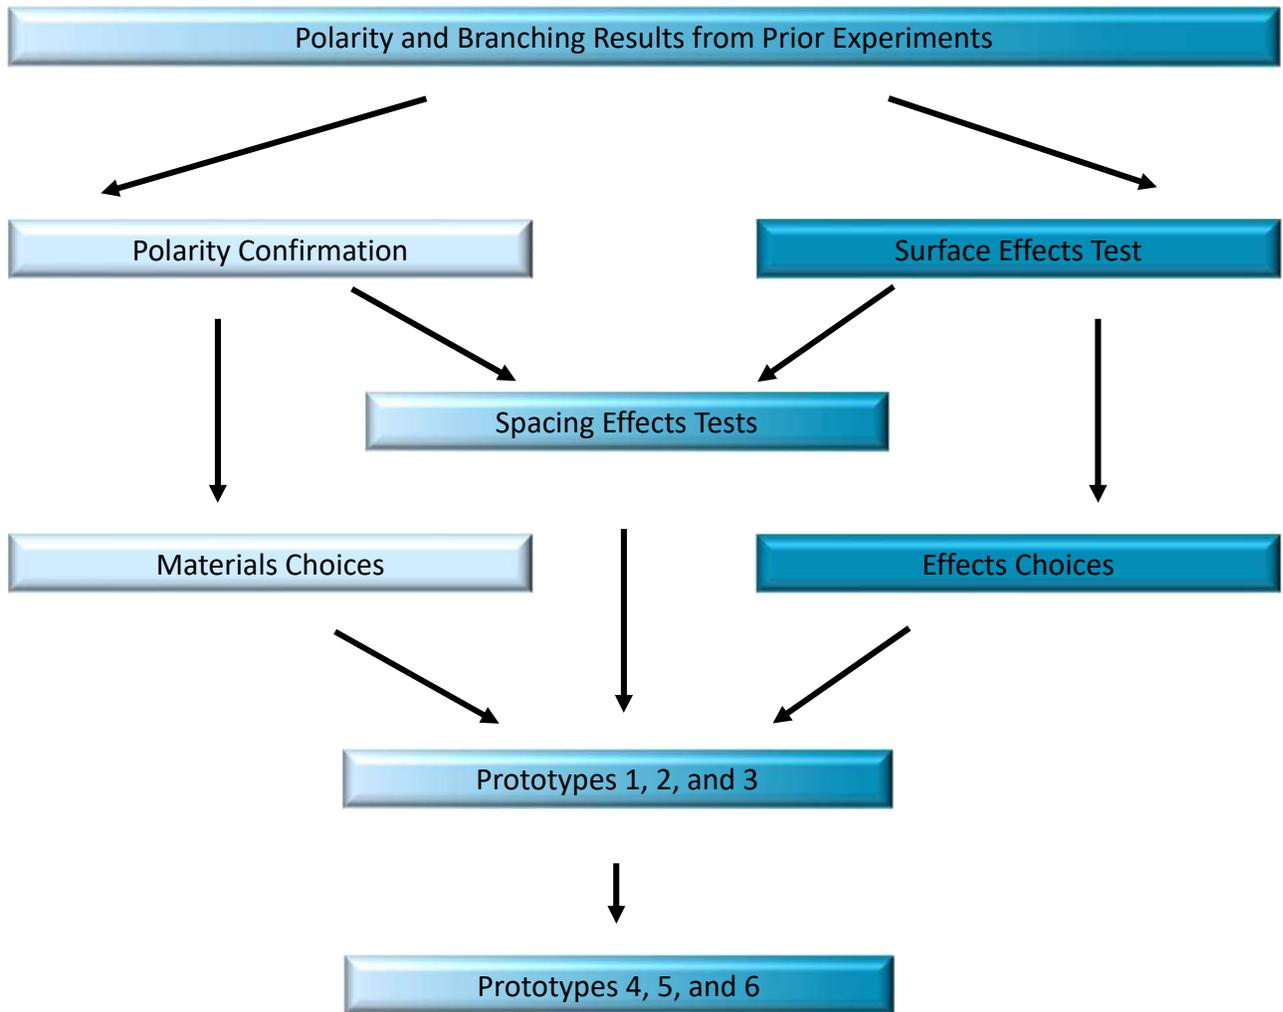 Polarity and Branching Results from Prior Experiments
Polarity Confirmation
Surface Effects Test
Spacing Effects Tests
Materials Choices
Effects Choices
Prototypes 1, 2, and 3
Prototypes 4, 5, and 6